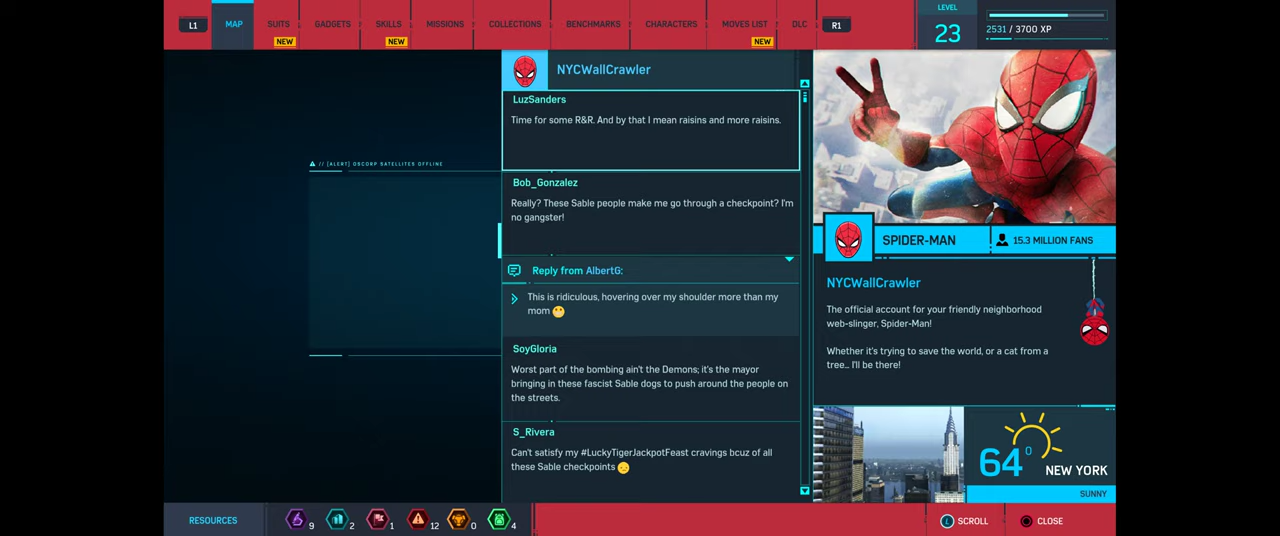 L1
MAP
SUITS
NEW
GADGETS
SKILLS
NEW
MISSIONS
COLLECTIONS
BENCHMARKS
CHARACTERS
MOVES LIST
NEW
DLC
R1
LEVEL
23
2531 / 3700 XP
// [ALERT] OSCORP SATELLITES OFFLINE
NYCWallCrawler
LuzSanders
Time for some R&R. And by that I mean raisins and more raisins.
Bob_Gonzalez
Really? These Sable people make me go through a checkpoint? I'm
no gangster!
Reply from AlbertG:
This is ridiculous, hovering over my shoulder more than my
mom 😬
SoyGloria
Worst part of the bombing ain't the Demons; it's the mayor
bringing in these fascist Sable dogs to push around the people on
the streets.
S_Rivera
Can't satisfy my #LuckyTigerJackpotFeast cravings bcuz of all
these Sable checkpoints 😞
SPIDER-MAN
15.3 MILLION FANS
NYCWallCrawler
The official account for your friendly neighborhood
web-slinger, Spider-Man!
Whether it's trying to save the world, or a cat from a
tree... I'll be there!
64°
NEW YORK
SUNNY
RESOURCES
9
2
1
12
0
4
L SCROLL
CLOSE